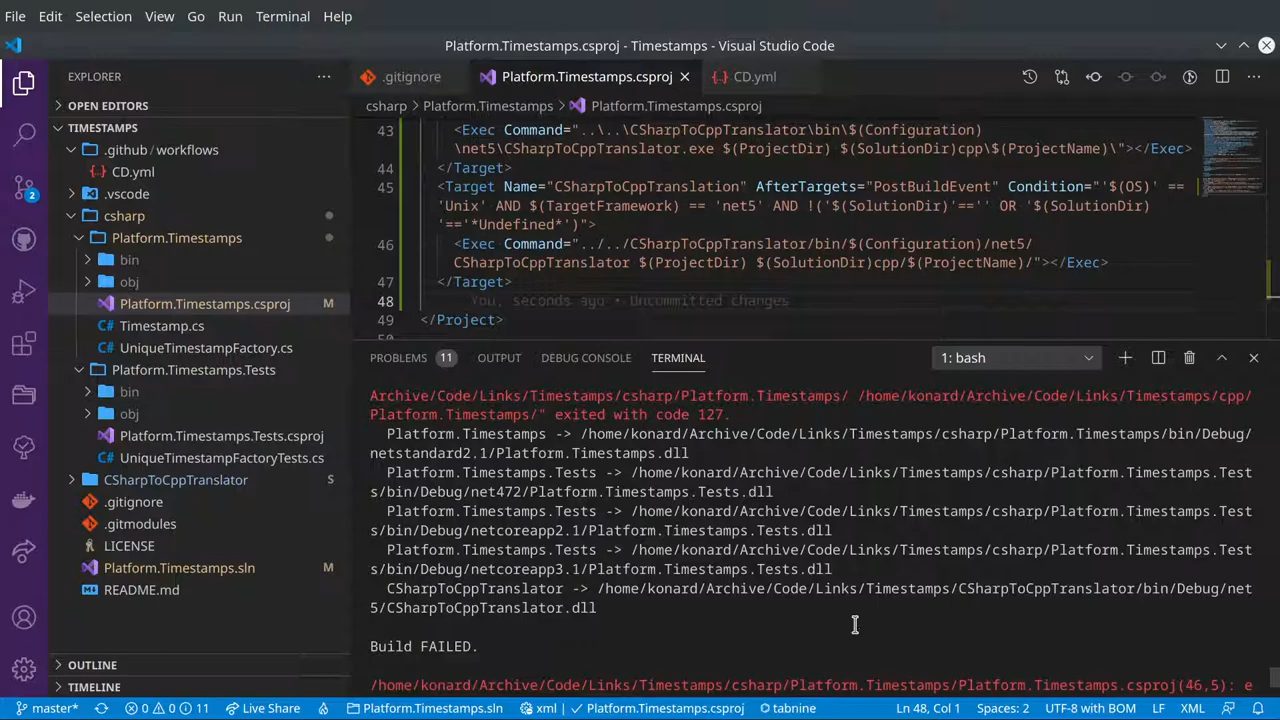 File Edit Selection View Go Run Terminal Help
Platform.Timestamps.csproj - Timestamps - Visual Studio Code
EXPLORER
OPEN EDITORS
TIMESTAMPS
.github / workflows
CD.yml
.vscode
csharp
Platform.Timestamps
bin
obj
Platform.Timestamps.csproj M
Timestamp.cs
UniqueTimestampFactory.cs
Platform.Timestamps.Tests
bin
obj
Platform.Timestamps.Tests.csproj
UniqueTimestampFactoryTests.cs
CSharpToCppTranslator S
.gitignore
.gitmodules
LICENSE
Platform.Timestamps.sln M
README.md
OUTLINE
TIMELINE
2
.gitignore Platform.Timestamps.csproj CD.yml
csharp > Platform.Timestamps > Platform.Timestamps.csproj
43 <Exec Command="..\..\CSharpToCppTranslator\bin\$(Configuration)
\net5\CSharpToCppTranslator.exe $(ProjectDir) $(SolutionDir)cpp\$(ProjectName)\"></Exec>
44 </Target>
45 <Target Name="CSharpToCppTranslation" AfterTargets="PostBuildEvent" Condition="'$(OS)' ==
'Unix' AND $(TargetFramework) == 'net5' AND !('$(SolutionDir)'=='' OR '$(SolutionDir)
'=='*Undefined*')">
46 <Exec Command="../../CSharpToCppTranslator/bin/$(Configuration)/net5/
CSharpToCppTranslator $(ProjectDir) $(SolutionDir)cpp/$(ProjectName)/"></Exec>
47 </Target>
48 You, seconds ago • Uncommitted changes
49 </Project>
50
PROBLEMS 11 OUTPUT DEBUG CONSOLE TERMINAL 1: bash
Archive/Code/Links/Timestamps/csharp/Platform.Timestamps/ /home/konard/Archive/Code/Links/Timestamps/cpp/
Platform.Timestamps/" exited with code 127.
Platform.Timestamps -> /home/konard/Archive/Code/Links/Timestamps/csharp/Platform.Timestamps/bin/Debug/
netstandard2.1/Platform.Timestamps.dll
Platform.Timestamps.Tests -> /home/konard/Archive/Code/Links/Timestamps/csharp/Platform.Timestamps.Test
s/bin/Debug/net472/Platform.Timestamps.Tests.dll
Platform.Timestamps.Tests -> /home/konard/Archive/Code/Links/Timestamps/csharp/Platform.Timestamps.Test
s/bin/Debug/netcoreapp2.1/Platform.Timestamps.Tests.dll
Platform.Timestamps.Tests -> /home/konard/Archive/Code/Links/Timestamps/csharp/Platform.Timestamps.Test
s/bin/Debug/netcoreapp3.1/Platform.Timestamps.Tests.dll
CSharpToCppTranslator -> /home/konard/Archive/Code/Links/Timestamps/CSharpToCppTranslator/bin/Debug/net
5/CSharpToCppTranslator.dll
Build FAILED.
/home/konard/Archive/Code/Links/Timestamps/csharp/Platform.Timestamps/Platform.Timestamps.csproj(46,5): e
master* 0 0 11 Live Share Platform.Timestamps.sln xml Platform.Timestamps.csproj tabnine Ln 48, Col 1 Spaces: 2 UTF-8 with BOM LF XML